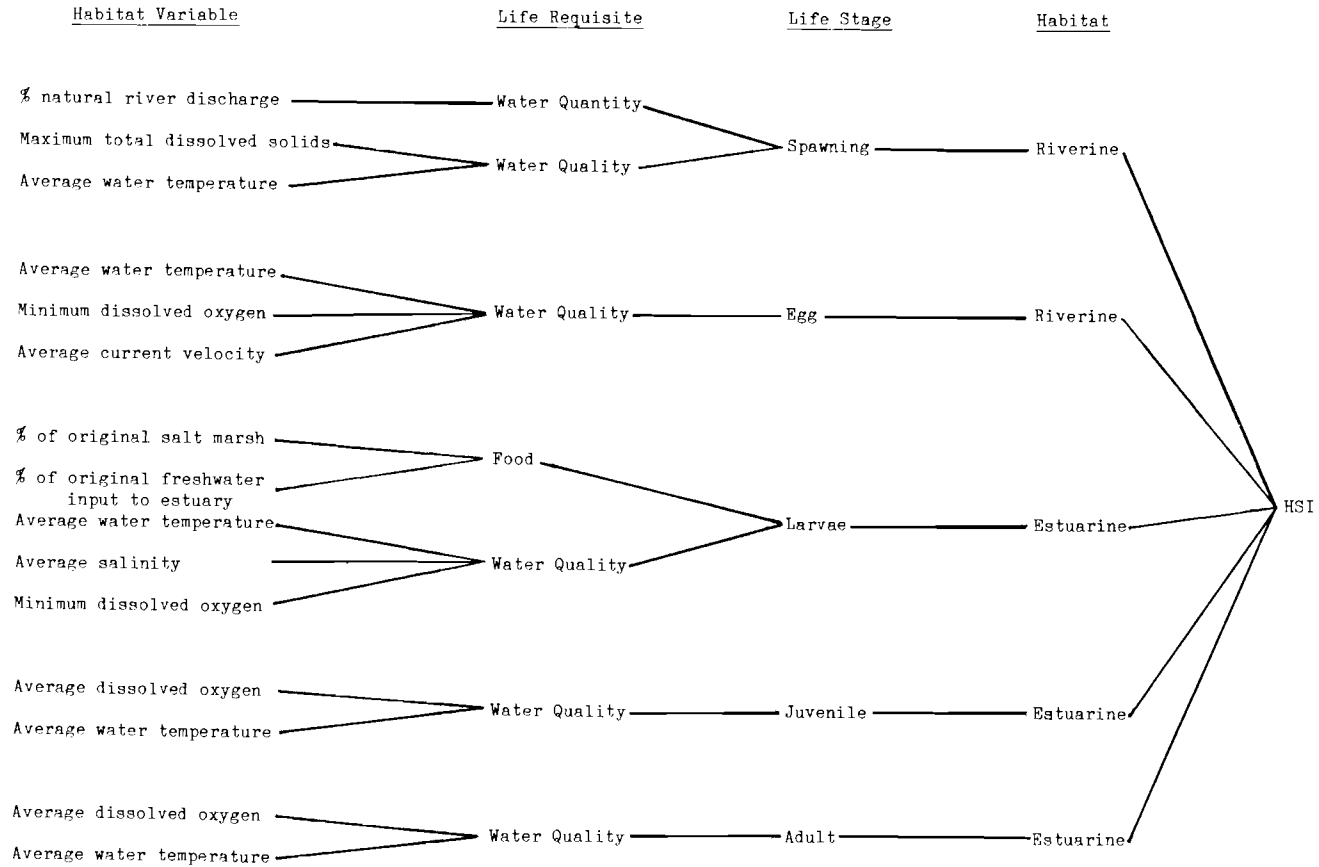 Habitat Variable Life Requisite Life Stage Habitat
% natural river discharge Water Quantity
Maximum total dissolved solids
Spawning Riverine
Water Quality
Average water temperature
Average water temperature
Minimum dissolved oxygen Water Quality Egg Riverine
Average current velocity
% of original salt marsh
Food
% of original freshwater
input to estuary
HSI
Average water temperature
Larvae Estuarine
Average salinity Water Quality
Minimum dissolved oxygen
Average dissolved oxygen
Water Quality Juvenile Estuarine
Average water temperature
Average dissolved oxygen
Water Quality Adult Estuarine
Average water temperature